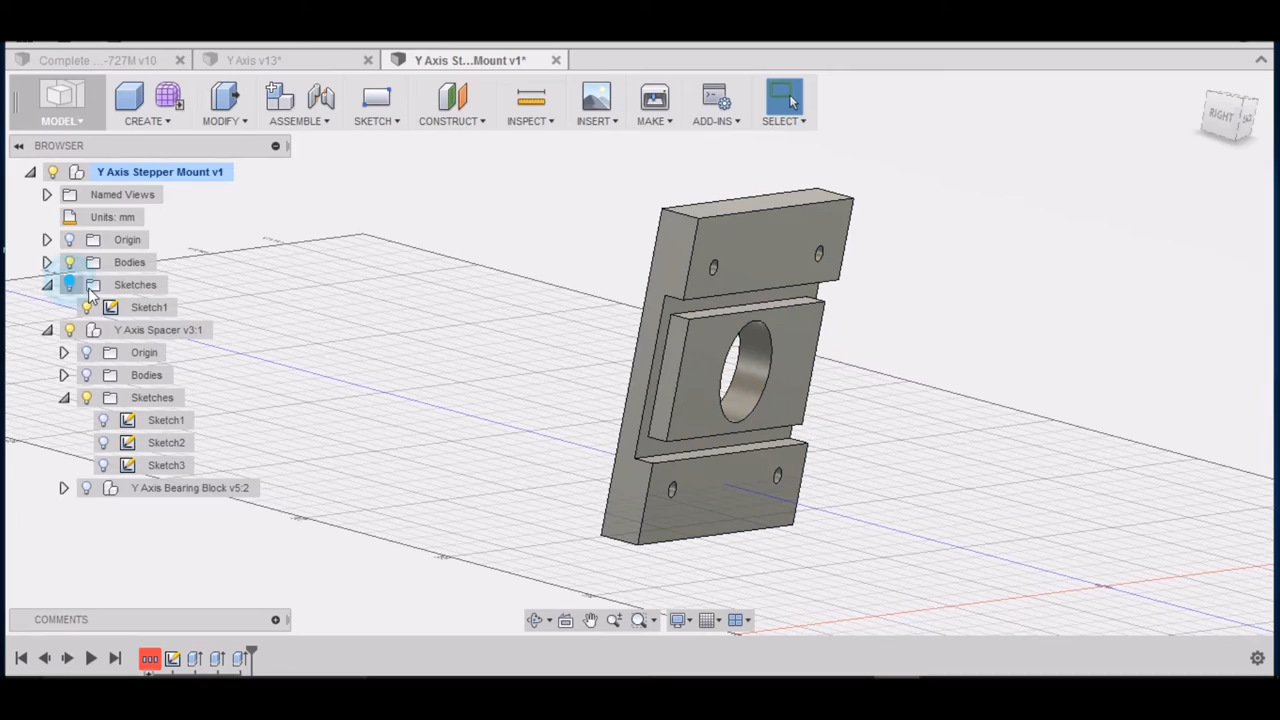 Complete ...-727M v10
Y Axis v13*
Y Axis St...Mount v1*
MODEL
CREATE
MODIFY
ASSEMBLE
SKETCH
CONSTRUCT
INSPECT
INSERT
MAKE
ADD-INS
SELECT
RIGHT
BROWSER
Y Axis Stepper Mount v1
Named Views
Units: mm
Origin
Bodies
Sketches
Sketch1
Y Axis Spacer v3:1
Origin
Bodies
Sketches
Sketch1
Sketch2
Sketch3
Y Axis Bearing Block v5:2
COMMENTS